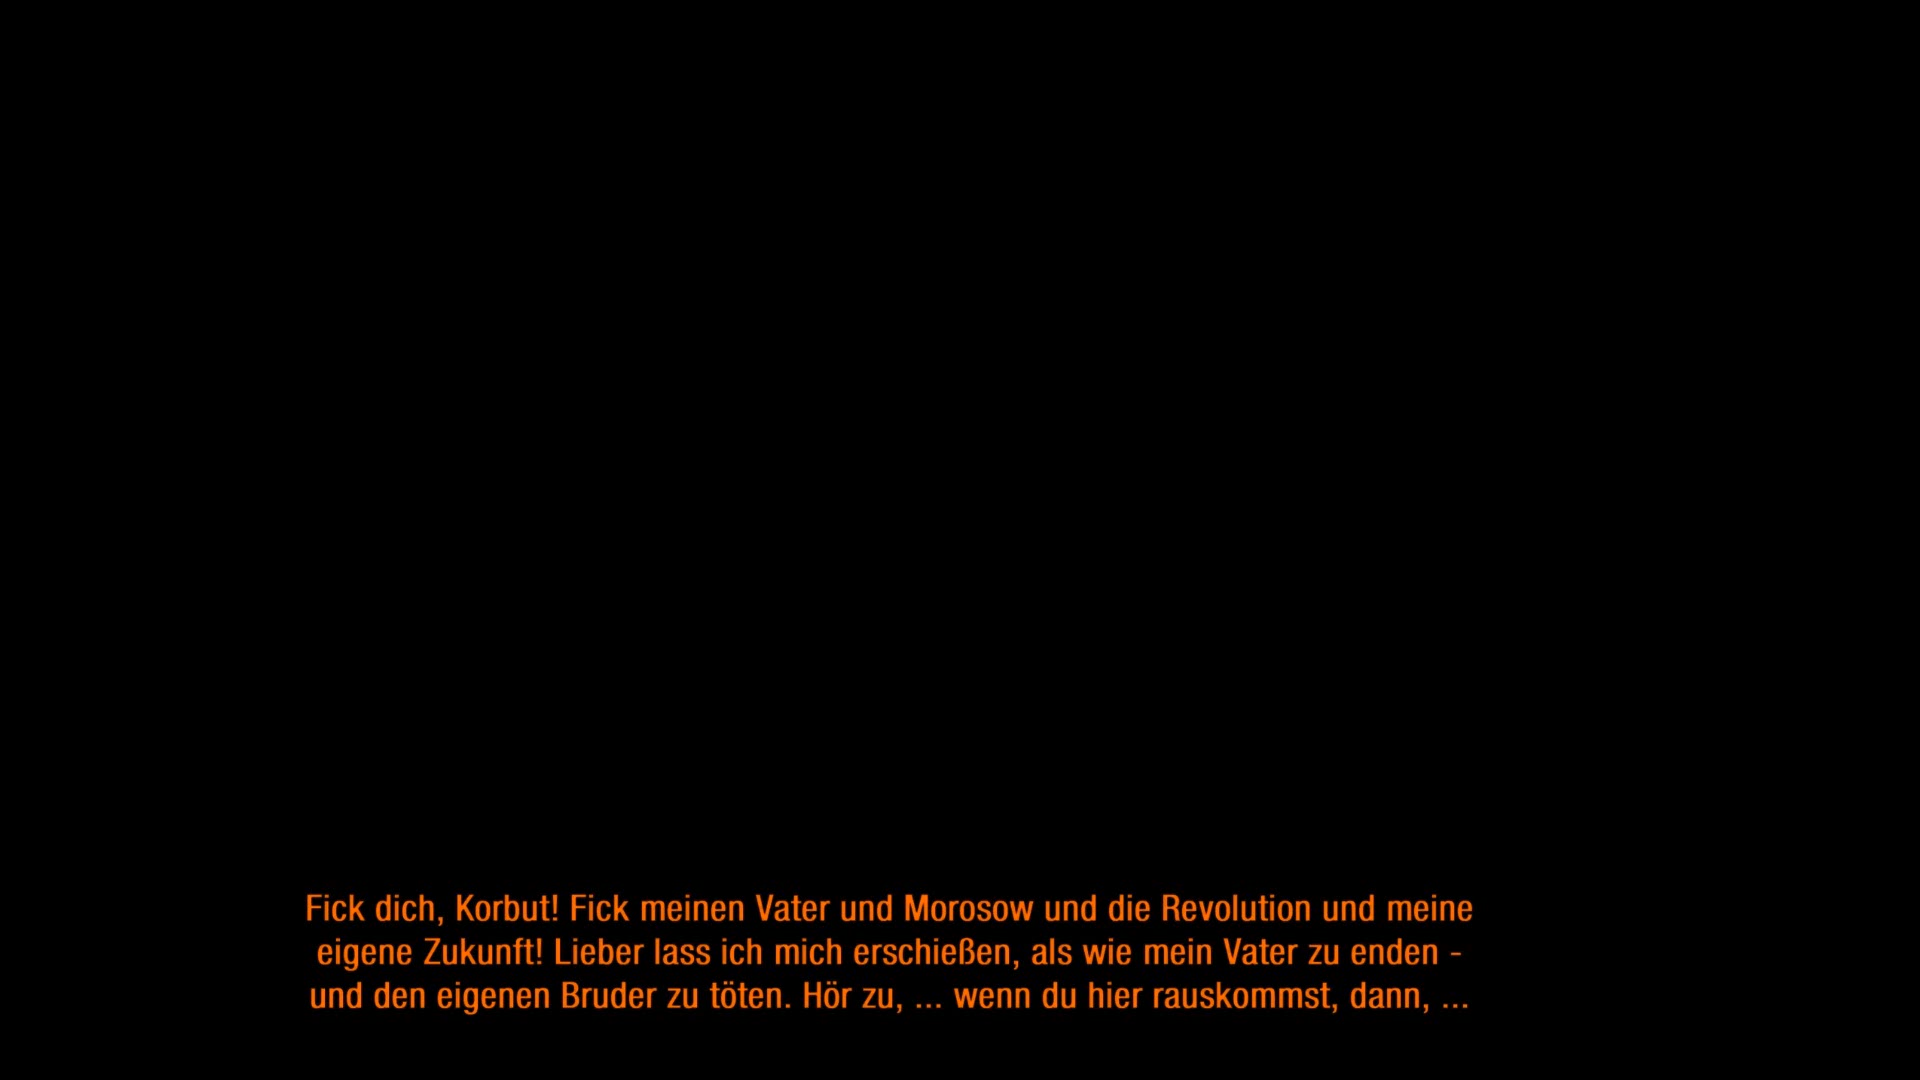 Fick dich, Korbut! Fick meinen Vater und Morosow und die Revolution und meine
eigene Zukunft! Lieber lass ich mich erschießen, als wie mein Vater zu enden -
und den eigenen Bruder zu töten. Hör zu, ... wenn du hier rauskommst, dann, ...